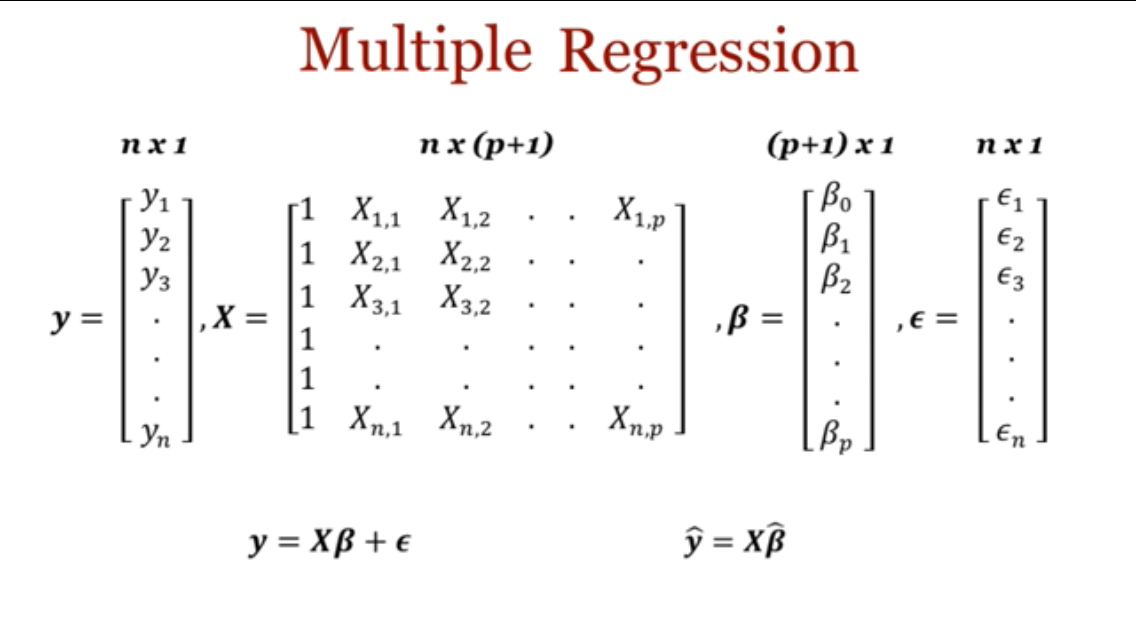 Multiple Regression
n x 1 n x (p+1) (p+1) x 1 n x 1
y₁ 1 X₁,₁ X₁,₂ . . X₁,ₚ β₀ ϵ₁
y₂ 1 X₂,₁ X₂,₂ . . . β₁ ϵ₂
y₃ 1 X₃,₁ X₃,₂ . . . β₂ ϵ₃
y = . , X = 1 . . . . . , β = . , ϵ = .
. 1 . . . . . . .
. . .
yₙ 1 Xₙ,₁ Xₙ,₂ . . Xₙ,ₚ βₚ ϵₙ
y = Xβ + ϵ ŷ = Xβ̂